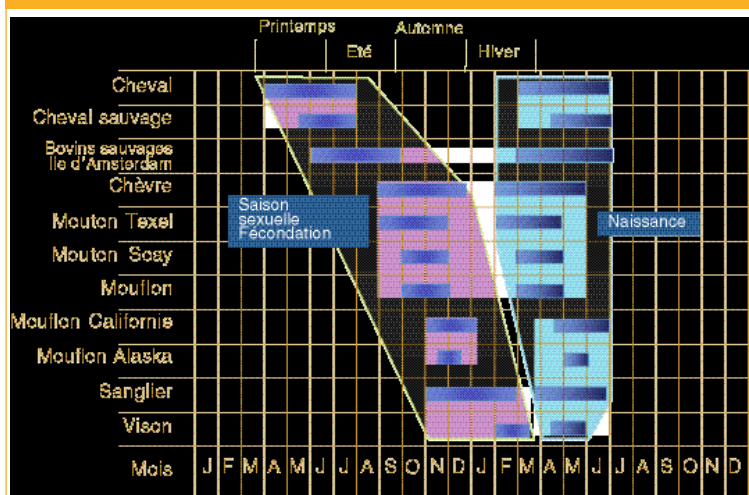 Printemps Automne
Eté Hiver
Cheval
Cheval sauvage
Bovins sauvages
Ile d'Amsterdam
Chèvre
Saison
sexuelle
Fécondation
Mouton Texel
Naissance
Mouton Soay
Mouflon
Mouflon Californie
Mouflon Alaska
Sanglier
Vison
Mois J F M A M J J A S O N D J F M A M J J A S O N D